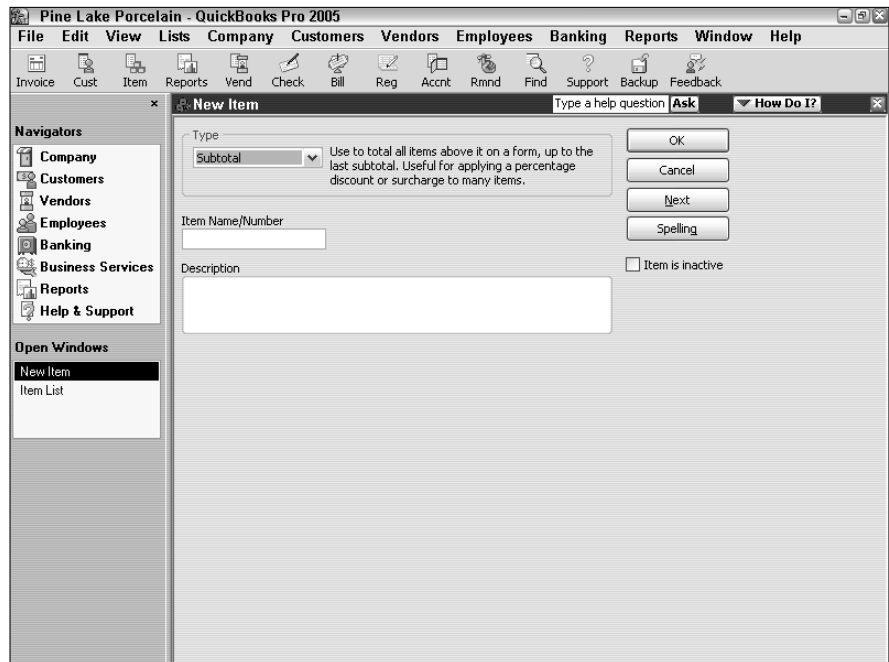 Pine Lake Porcelain - QuickBooks Pro 2005
File Edit View Lists Company Customers Vendors Employees Banking Reports Window Help
Invoice Cust Item Reports Vend Check Bill Reg Accnt Rmnd Find Support Backup Feedback
New Item
Type a help question Ask How Do I?
Navigators
Company
Customers
Vendors
Employees
Banking
Business Services
Reports
Help & Support
Open Windows
New Item
Item List
Type
Subtotal
Use to total all items above it on a form, up to the
last subtotal. Useful for applying a percentage
discount or surcharge to many items.
Item Name/Number
Description
OK
Cancel
Next
Spelling
Item is inactive